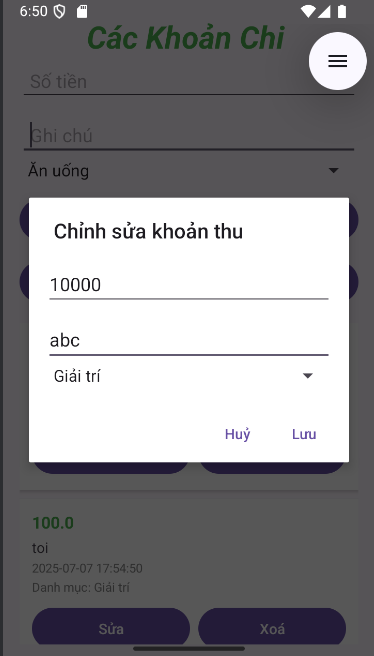 6:50
Các Khoản Chi
Số tiền
Ghi chú
Ăn uống
Chỉnh sửa khoản thu
10000
abc
Giải trí
Huỷ
Lưu
100.0
toi
2025-07-07 17:54:50
Danh mục: Giải trí
Sửa
Xoá